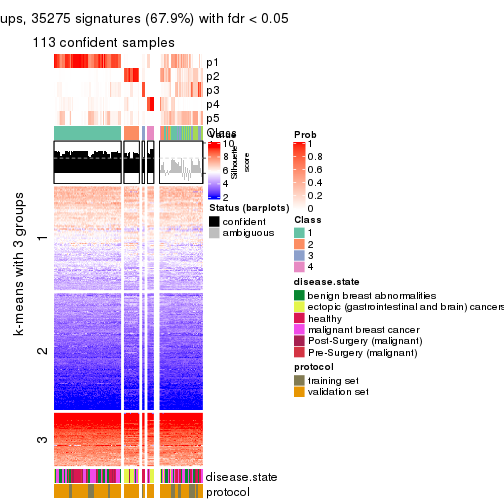 ups, 35275 signatures (67.9%) with fdr < 0.05
113 confident samples
p1
p2
p3
p4
p5
Class
Silhouette
score
k-means with 3 groups
1
2
3
disease.state
protocol
Value
10
8
6
4
2
Status (barplots)
confident
ambiguous
Prob
1
0.8
0.6
0.4
0.2
0
Class
1
2
3
4
disease.state
benign breast abnormalities
ectopic (gastrointestinal and brain) cancers
healthy
malignant breast cancer
Post-Surgery (malignant)
Pre-Surgery (malignant)
protocol
training set
validation set